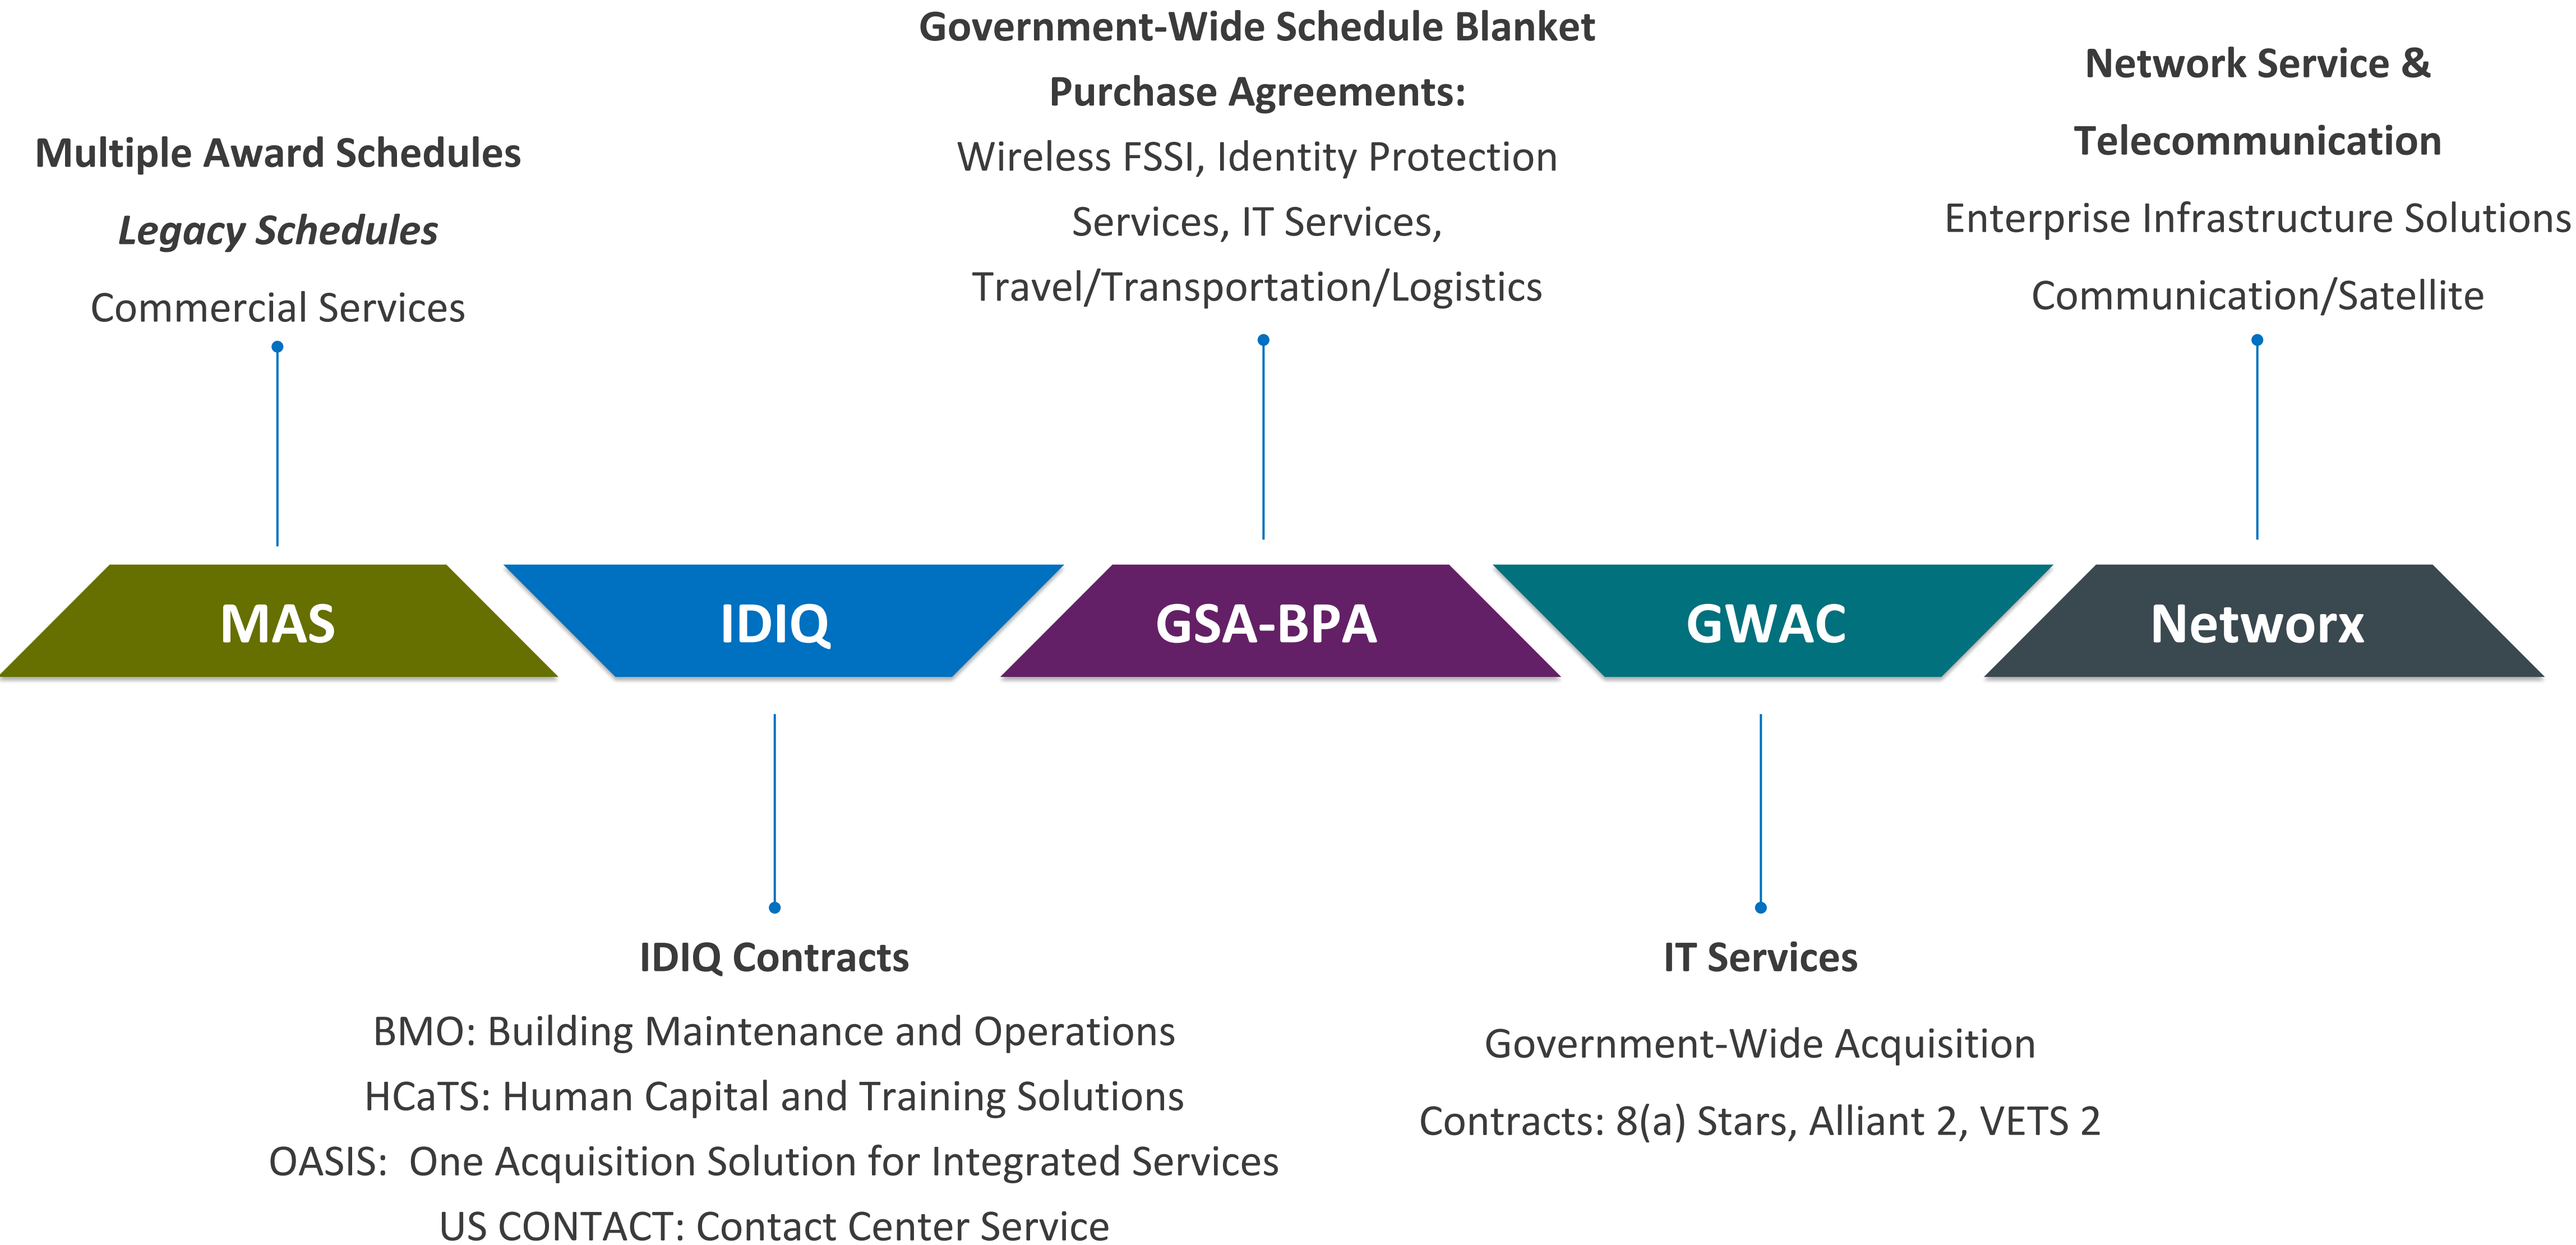 Government-Wide Schedule Blanket
Purchase Agreements:
Wireless FSSI, Identity Protection
Services, IT Services,
Travel/Transportation/Logistics
Network Service &
Telecommunication
Enterprise Infrastructure Solutions
Communication/Satellite
Multiple Award Schedules
Legacy Schedules
Commercial Services
MAS
IDIQ
GSA-BPA
GWAC
Networx
IDIQ Contracts
BMO: Building Maintenance and Operations
HCaTS: Human Capital and Training Solutions
OASIS:  One Acquisition Solution for Integrated Services
US CONTACT: Contact Center Service
IT Services
Government-Wide Acquisition
Contracts: 8(a) Stars, Alliant 2, VETS 2